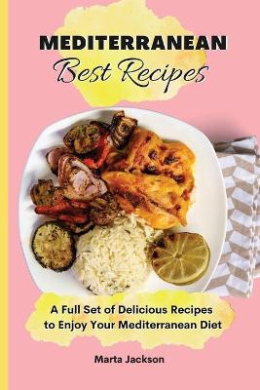 MEDITERRANEAN
Best Recipes
A Full Set of Delicious Recipes
to Enjoy Your Mediterranean Diet
Marta Jackson